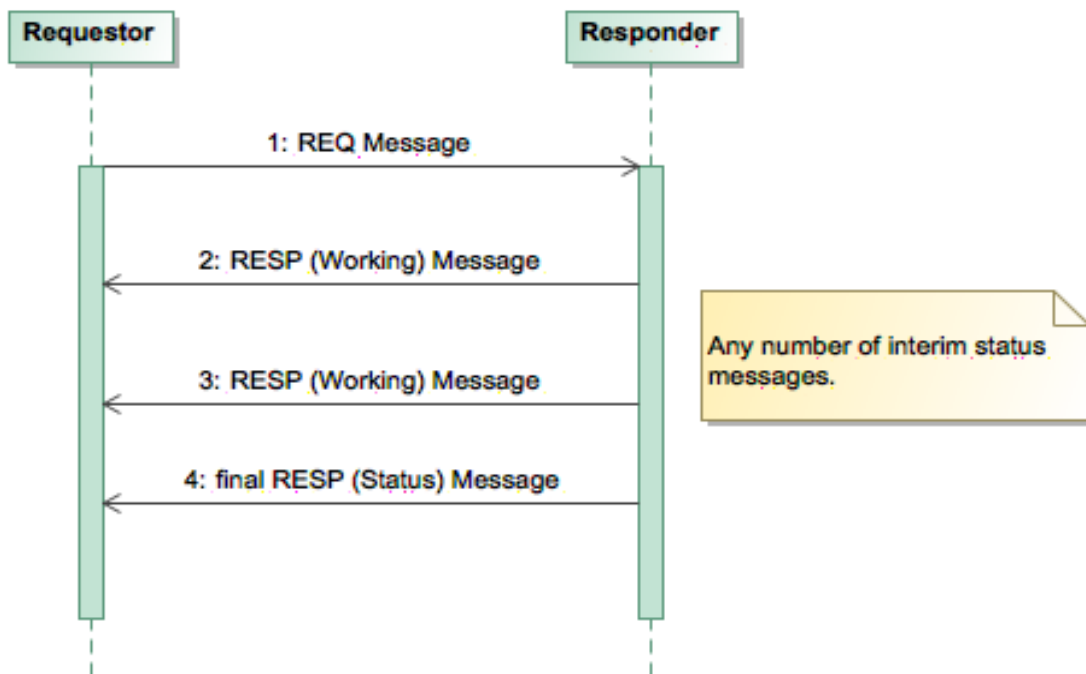 Requestor
Responder
1: REQ Message
2: RESP (Working) Message
Any number of interim status
messages.
3: RESP (Working) Message
4: final RESP (Status) Message